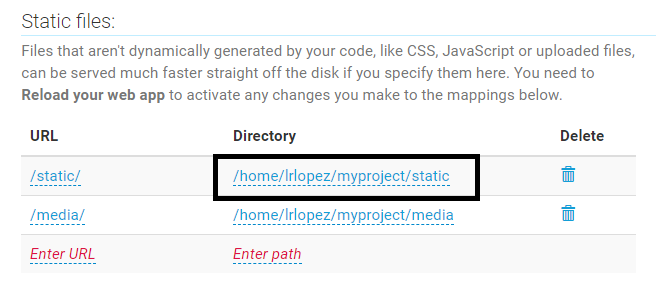 Static files:
Files that aren't dynamically generated by your code, like CSS, JavaScript or uploaded files,
can be served much faster straight off the disk if you specify them here. You need to
Reload your web app to activate any changes you make to the mappings below.
URL Directory Delete
/static/ /home/lrlopez/myproject/static
/media/ /home/lrlopez/myproject/media
Enter URL Enter path